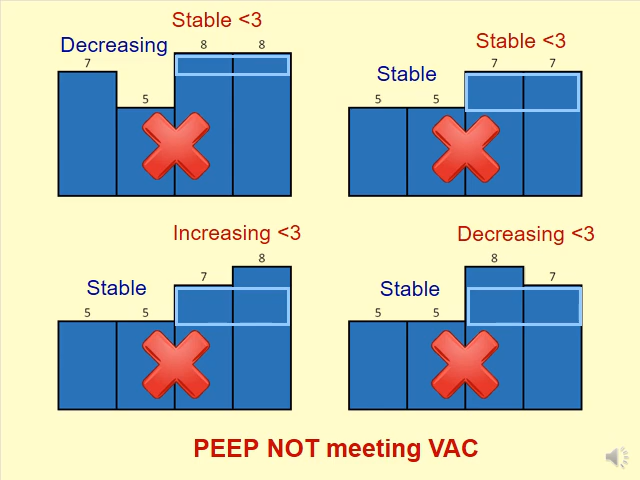 Stable <3
Decreasing
7 5 8 8
Stable <3
Stable
5 5 7 7
Increasing <3
Stable
5 5 7 8
Decreasing <3
Stable
5 5 8 7
PEEP NOT meeting VAC